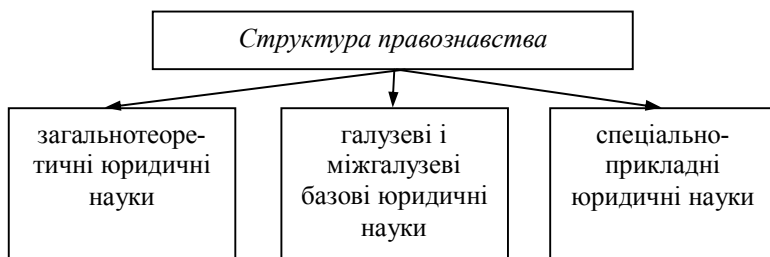 Структура правознавства
загальнотеоре-
тичні юридичні
науки
галузеві і
міжгалузеві
базові юридичні
науки
спеціально-
прикладні
юридичні науки